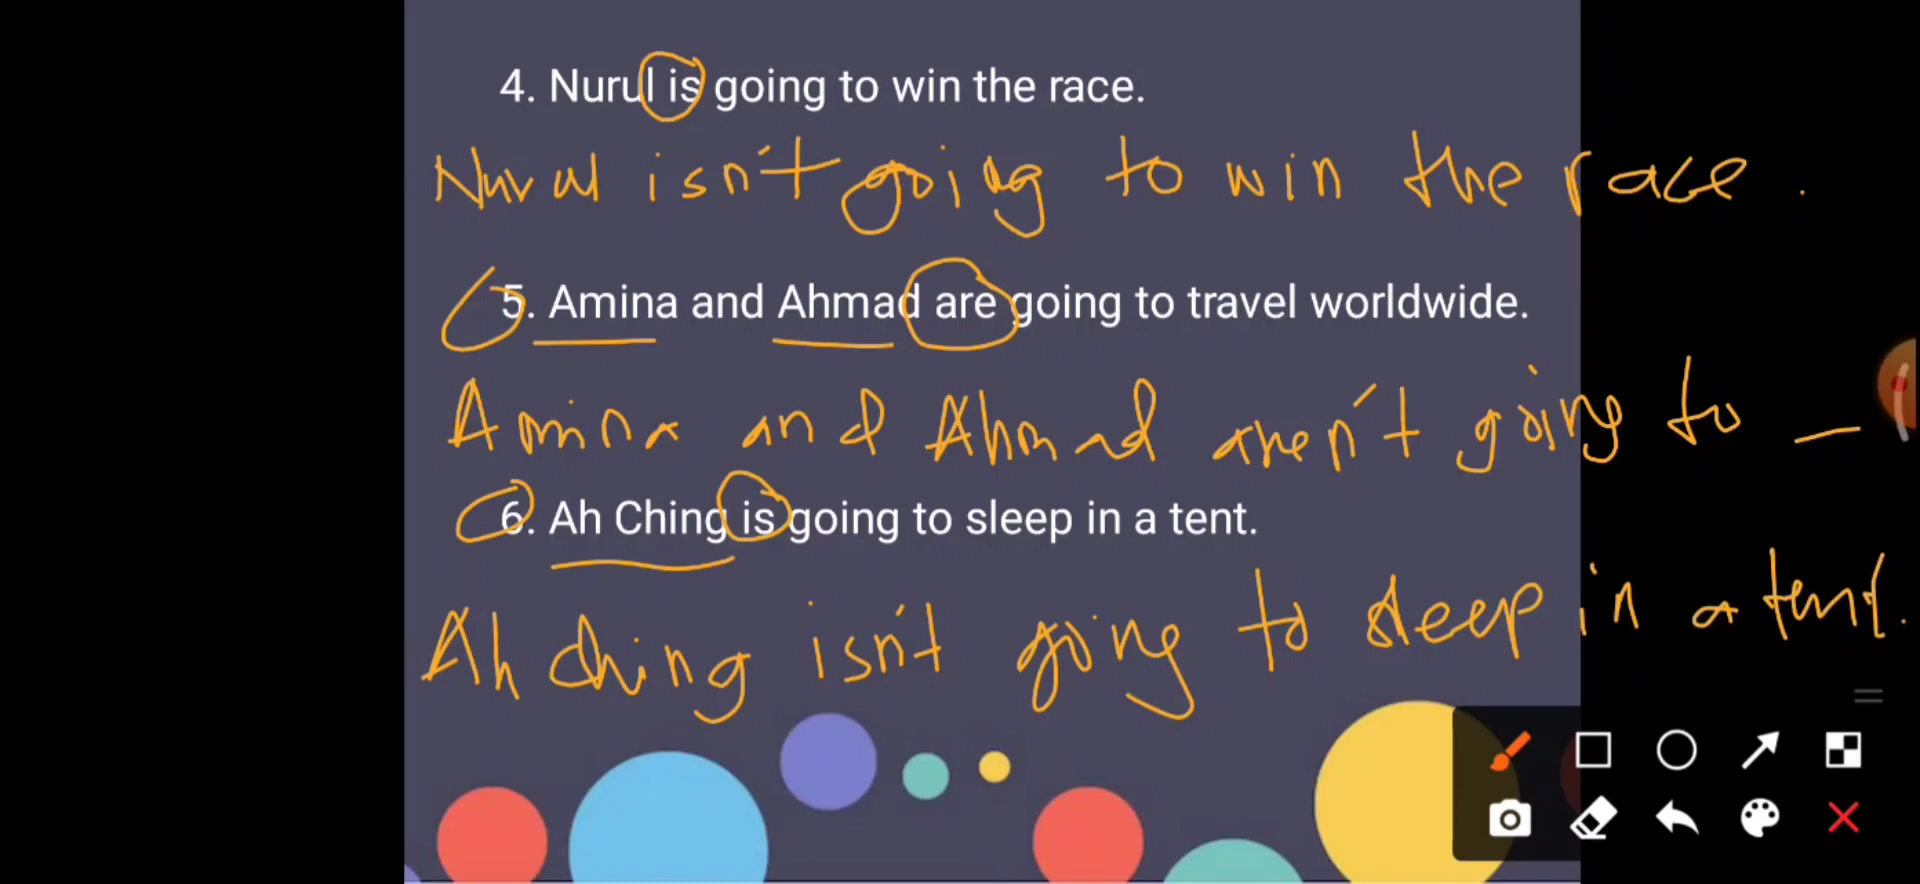 4. Nurul is going to win the race.
Nurul isn't going to win the race.
5. Amina and Ahmad are going to travel worldwide.
Amina and Ahmad aren't going to _
6. Ah Ching is going to sleep in a tent.
Ah Ching isn't going to sleep in a tent.